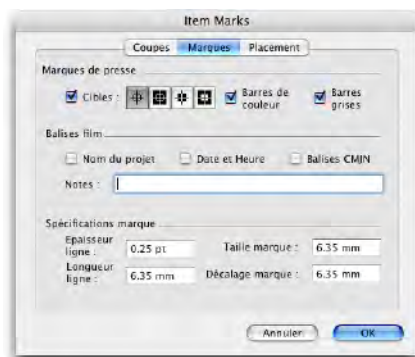 Item Marks
Coupes Marques Placement
Marques de presse
Cibles : Barres de couleur Barres grises
Balises film
Nom du projet Date et Heure Balises CMJN
Notes :
Spécifications marque
Epaisseur ligne : 0.25 pt Taille marque : 6.35 mm
Longueur ligne : 6.35 mm Décalage marque : 6.35 mm
Annuler OK